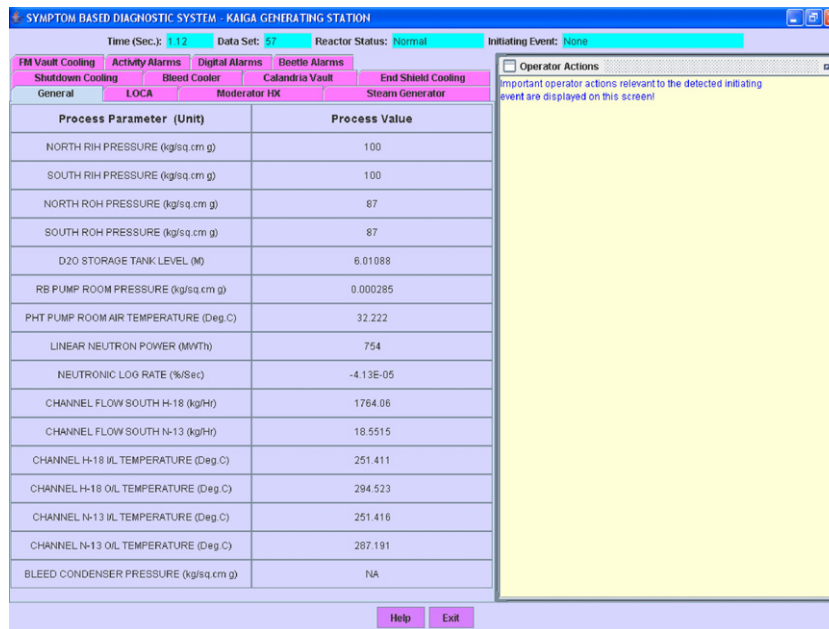 SYMPTOM BASED DIAGNOSTIC SYSTEM - KAIGA GENERATING STATION
Time (Sec.): 1.12 Data Set: 57 Reactor Status: Normal Initiating Event: None
FM Vault Cooling Activity Alarms Digital Alarms Beetle Alarms
Shutdown Cooling Bleed Cooler Calandria Vault End Shield Cooling
General LOCA Moderator HX Steam Generator
Process Parameter (Unit) Process Value
NORTH RIH PRESSURE (kg/sq.cm g) 100
SOUTH RIH PRESSURE (kg/sq.cm g) 100
NORTH ROH PRESSURE (kg/sq.cm g) 87
SOUTH ROH PRESSURE (kg/sq.cm g) 87
D2O STORAGE TANK LEVEL (M) 6.01088
RB PUMP ROOM PRESSURE (kg/sq.cm g) 0.000285
PHT PUMP ROOM AIR TEMPERATURE (Deg.C) 32.222
LINEAR NEUTRON POWER (MWTh) 754
NEUTRONIC LOG RATE (%/Sec) -4.13E-05
CHANNEL FLOW SOUTH H-18 (kg/Hr) 1764.06
CHANNEL FLOW SOUTH N-13 (kg/Hr) 18.5515
CHANNEL H-18 I/L TEMPERATURE (Deg.C) 251.411
CHANNEL H-18 O/L TEMPERATURE (Deg.C) 294.523
CHANNEL N-13 I/L TEMPERATURE (Deg.C) 251.416
CHANNEL N-13 O/L TEMPERATURE (Deg.C) 287.191
BLEED CONDENSER PRESSURE (kg/sq.cm g) NA
Operator Actions
Important operator actions relevant to the detected initiating
event are displayed on this screen!
Help Exit